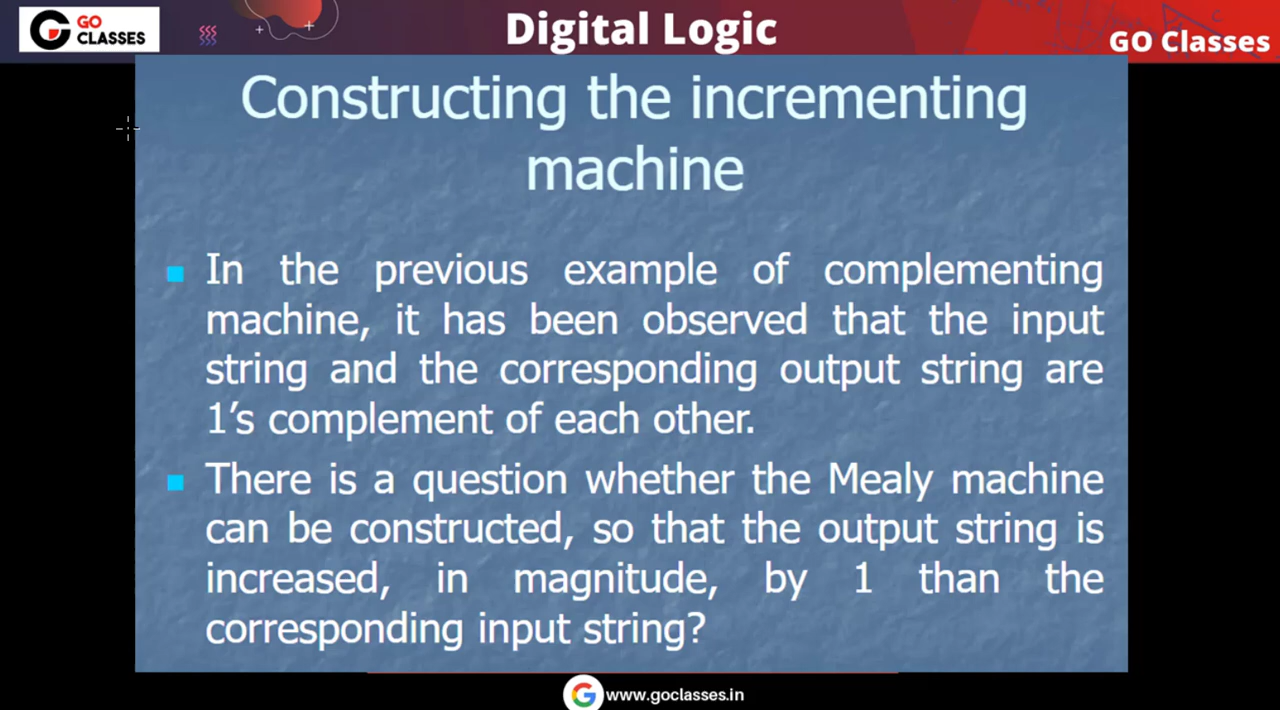 GO
CLASSES
Digital Logic
GO Classes
Constructing the incrementing
machine
In the previous example of complementing
machine, it has been observed that the input
string and the corresponding output string are
1’s complement of each other.
There is a question whether the Mealy machine
can be constructed, so that the output string is
increased, in magnitude, by 1 than the
corresponding input string?
www.goclasses.in